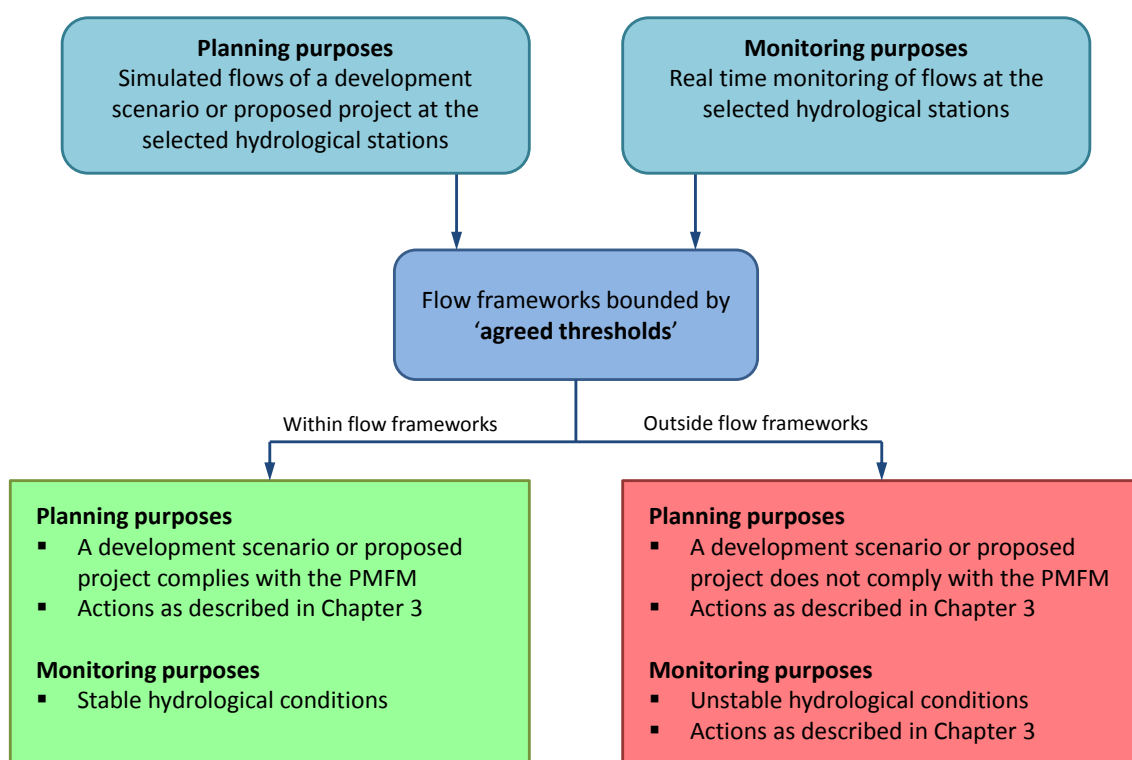 Planning purposes
Simulated flows of a development
scenario or proposed project at the
selected hydrological stations
Monitoring purposes
Real time monitoring of flows at the
selected hydrological stations
Flow frameworks bounded by
‘agreed thresholds’
Within flow frameworks
Outside flow frameworks
Planning purposes
▪ A development scenario or proposed
project complies with the PMFM
▪ Actions as described in Chapter 3
Monitoring purposes
▪ Stable hydrological conditions
Planning purposes
▪ A development scenario or proposed
project does not comply with the PMFM
▪ Actions as described in Chapter 3
Monitoring purposes
▪ Unstable hydrological conditions
▪ Actions as described in Chapter 3